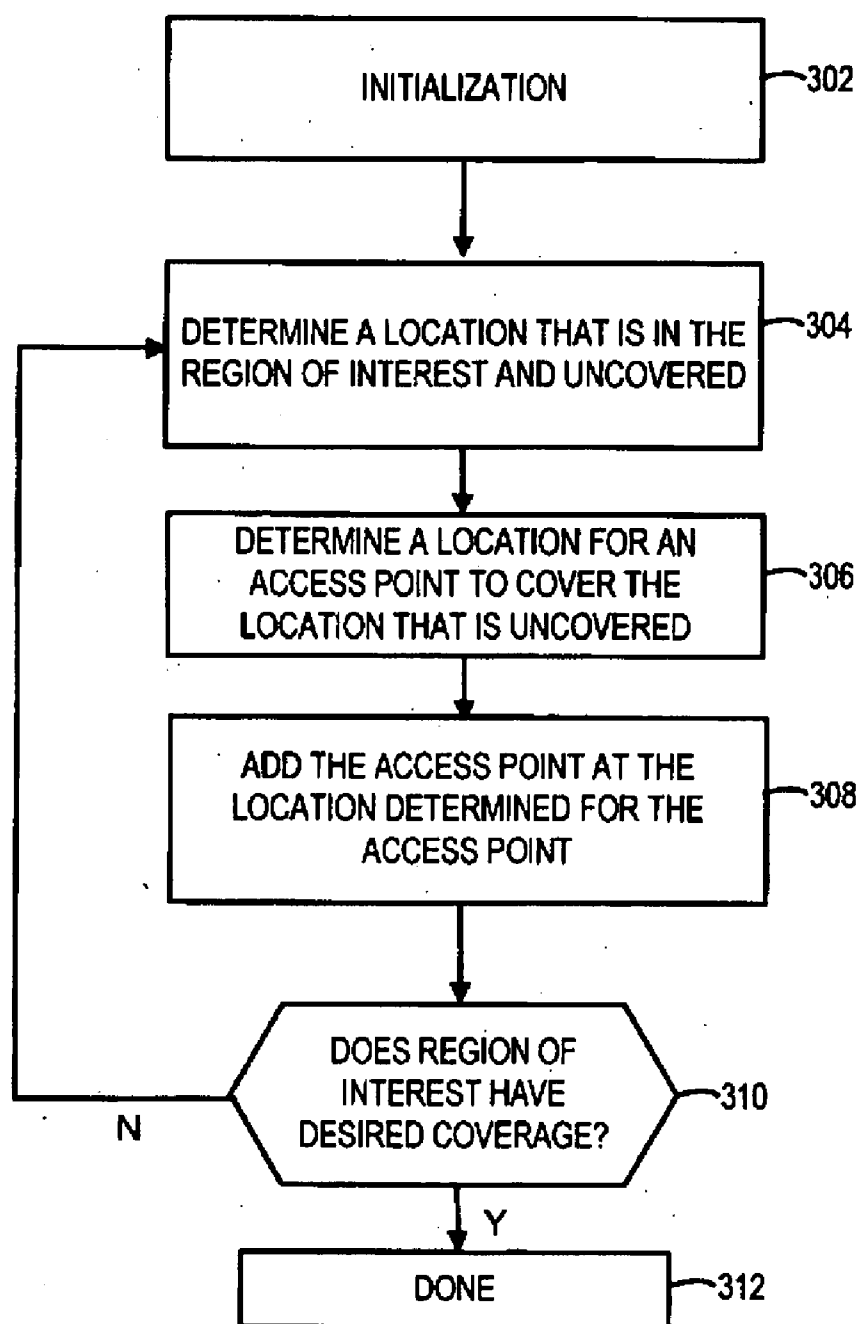 INITIALIZATION
302
DETERMINE A LOCATION THAT IS IN THE
REGION OF INTEREST AND UNCOVERED
304
DETERMINE A LOCATION FOR AN
ACCESS POINT TO COVER THE
LOCATION THAT IS UNCOVERED
306
ADD THE ACCESS POINT AT THE
LOCATION DETERMINED FOR THE
ACCESS POINT
308
DOES REGION OF
INTEREST HAVE
DESIRED COVERAGE?
310
N
Y
DONE
312